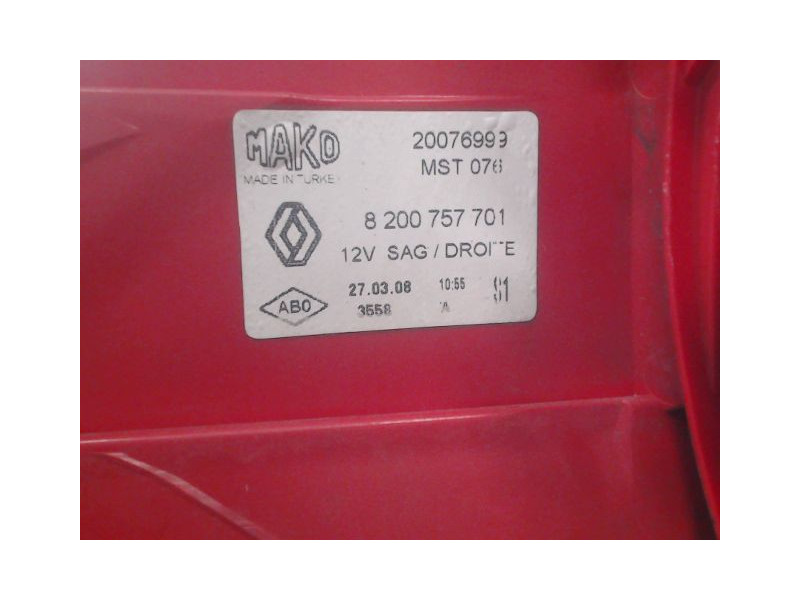 MAKO 20076999
MADE IN TURKEY MST 076
8 200 757 701
12V SAG / DROITE
27.03.08 10:55 S1
ABO 3558 A